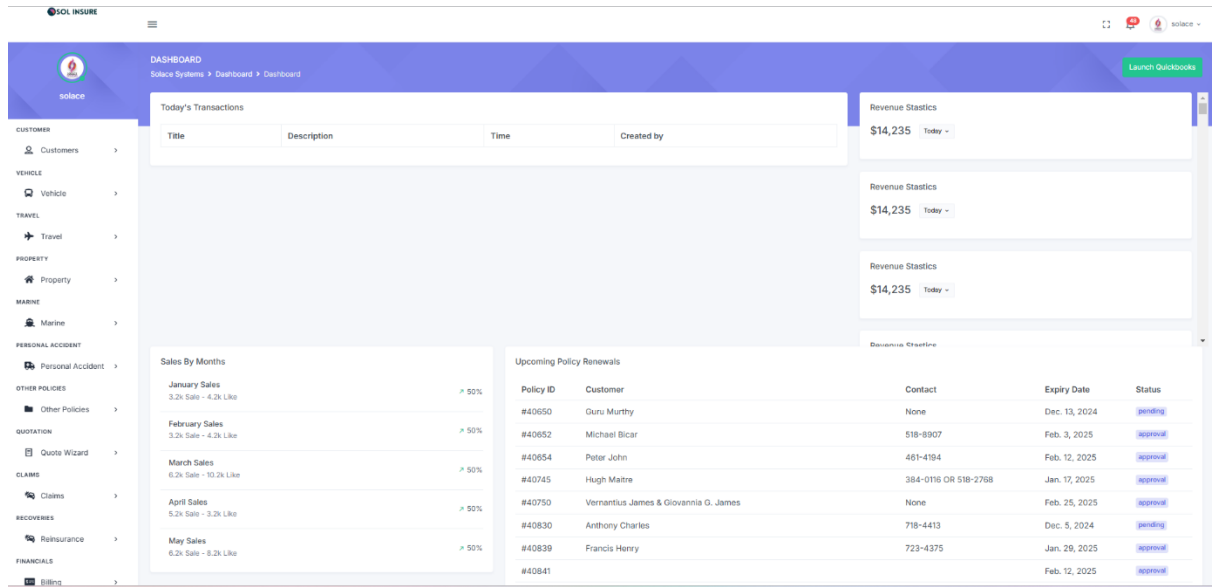 SOL INSURE
48
solace
DASHBOARD
Solace Systems > Dashboard > Dashboard
Launch Quickbooks
solace
CUSTOMER
Customers
VEHICLE
Vehicle
TRAVEL
Travel
PROPERTY
Property
MARINE
Marine
PERSONAL ACCIDENT
Personal Accident
OTHER POLICIES
Other Policies
QUOTATION
Quote Wizard
CLAIMS
Claims
RECOVERIES
Reinsurance
FINANCIALS
Billing
Today's Transactions
Title Description Time Created by
Revenue Stastics
$14,235 Today
Revenue Stastics
$14,235 Today
Revenue Stastics
$14,235 Today
Revenue Stastics
Sales By Months
January Sales
3.2k Sale - 4.2k Like 50%
February Sales
3.2k Sale - 4.2k Like 50%
March Sales
6.2k Sale - 10.2k Like 50%
April Sales
5.2k Sale - 3.2k Like 50%
May Sales
6.2k Sale - 8.2k Like 50%
Upcoming Policy Renewals
Policy ID Customer Contact Expiry Date Status
#40650 Guru Murthy None Dec. 13, 2024 pending
#40652 Michael Bicar 518-8907 Feb. 3, 2025 approval
#40654 Peter John 461-4194 Feb. 12, 2025 approval
#40745 Hugh Maitre 384-0116 OR 518-2768 Jan. 17, 2025 approval
#40750 Vernantius James & Giovannia G. James None Feb. 25, 2025 approval
#40830 Anthony Charles 718-4413 Dec. 5, 2024 pending
#40839 Francis Henry 723-4375 Jan. 29, 2025 approval
#40841 Feb. 12, 2025 approval